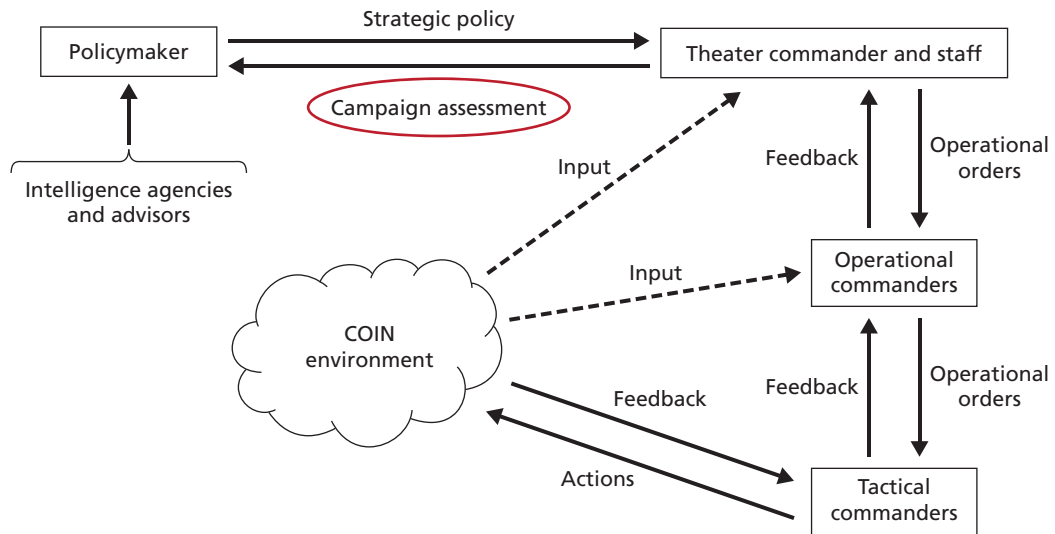 Strategic policy
Policymaker
Theater commander and staff
Campaign assessment
Input
Feedback
Operational
orders
Intelligence agencies
and advisors
Input
Operational
commanders
COIN
environment
Feedback
Operational
orders
Feedback
Actions
Tactical
commanders